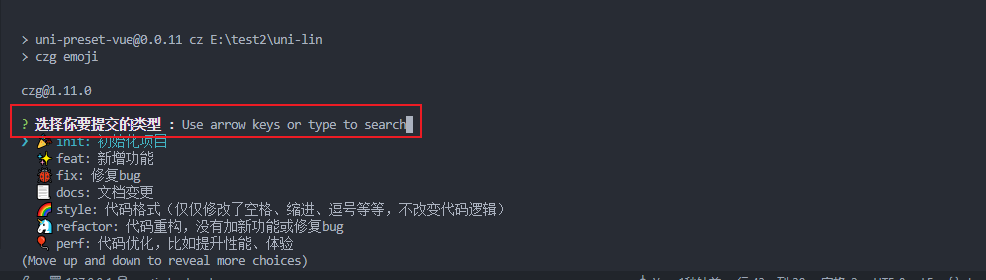 > uni-preset-vue@0.0.11 cz E:\test2\uni-lin
> czg emoji
czg@1.11.0
? 选择你要提交的类型 : Use arrow keys or type to search
❯ 🎉 init: 初始化项目
✨ feat: 新增功能
🐞 fix: 修复bug
📃 docs: 文档变更
🌈 style: 代码格式（仅仅修改了空格、缩进、逗号等等，不改变代码逻辑）
🦄 refactor: 代码重构，没有加新功能或修复bug
🎈 perf: 代码优化，比如提升性能、体验
(Move up and down to reveal more choices)